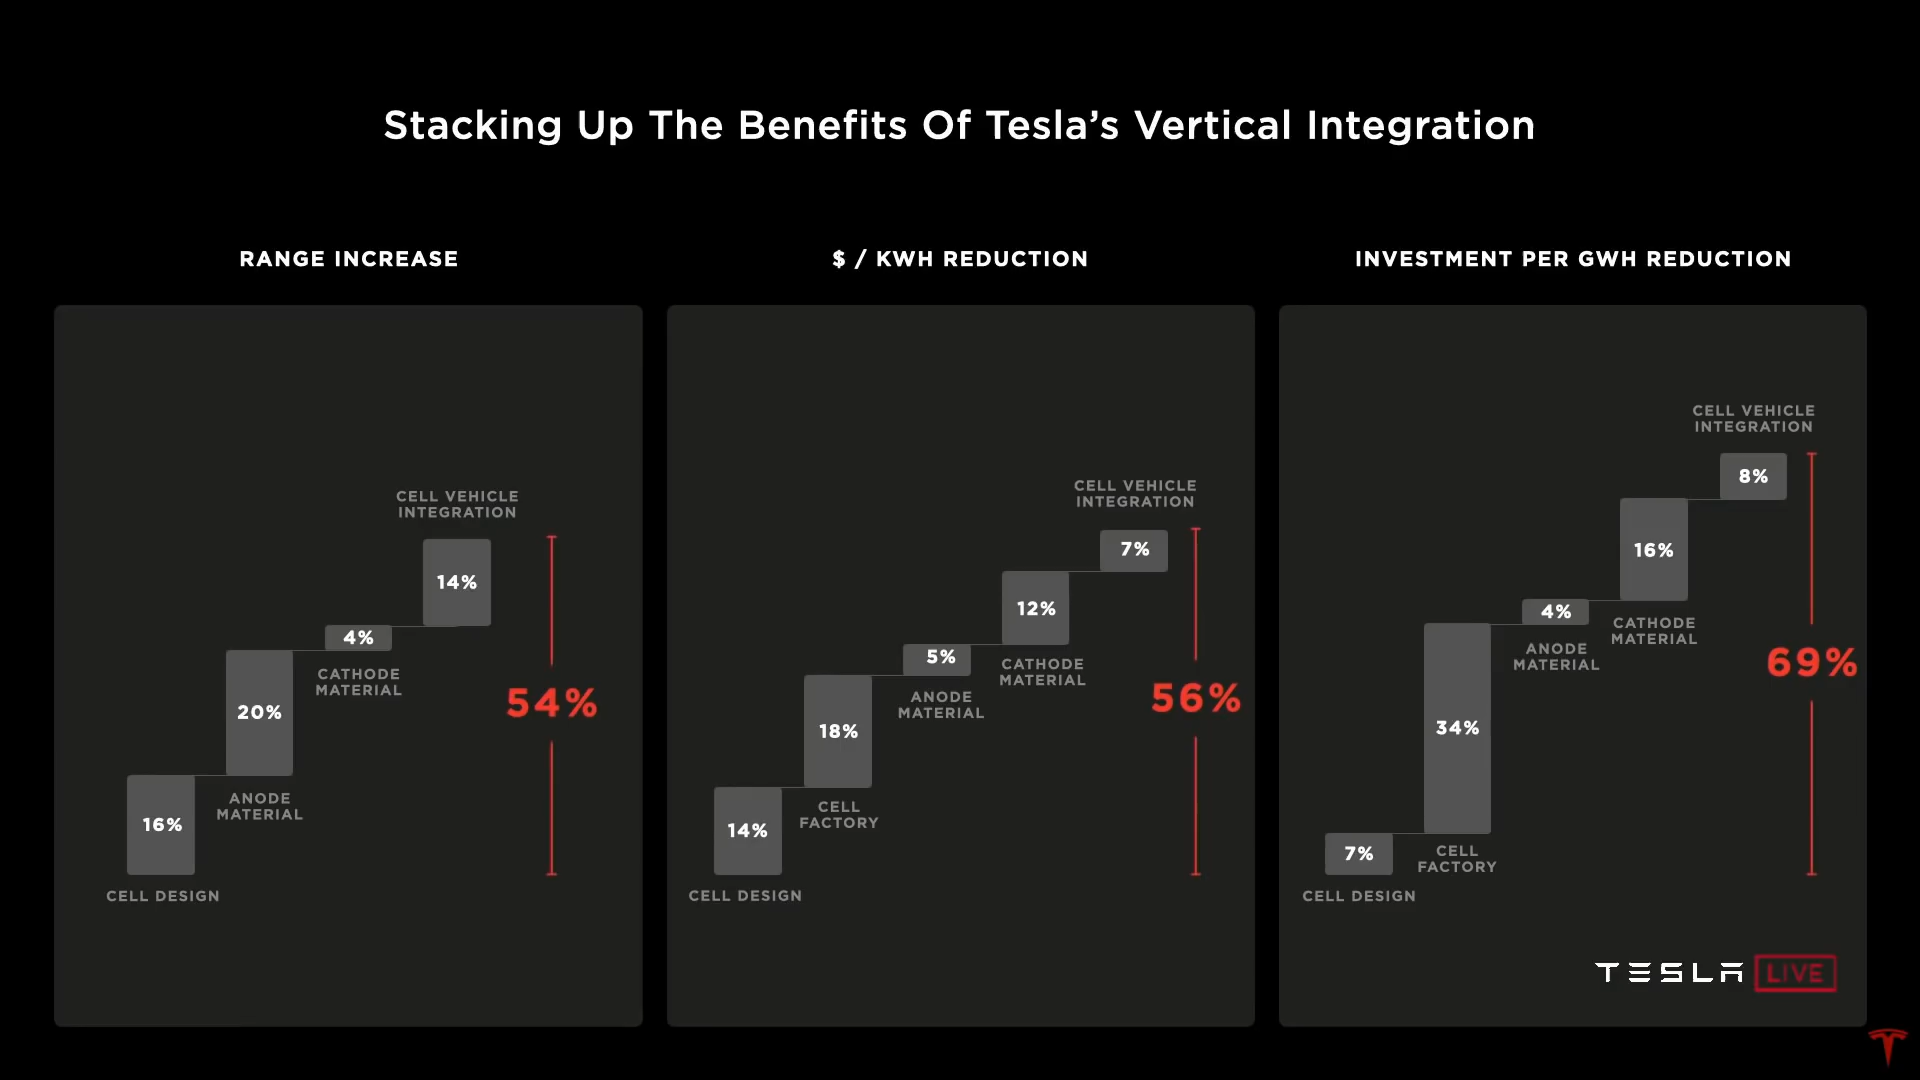 Stacking Up The Benefits Of Tesla’s Vertical Integration
RANGE INCREASE
CELL VEHICLE
INTEGRATION
14%
4%
CATHODE
MATERIAL
20%
ANODE
MATERIAL
16%
CELL DESIGN
54%
$ / KWH REDUCTION
CELL VEHICLE
INTEGRATION
7%
12%
CATHODE
MATERIAL
5%
ANODE
MATERIAL
18%
CELL
FACTORY
14%
CELL DESIGN
56%
INVESTMENT PER GWH REDUCTION
CELL VEHICLE
INTEGRATION
8%
16%
CATHODE
MATERIAL
4%
ANODE
MATERIAL
34%
CELL
FACTORY
7%
CELL DESIGN
69%
TESLA LIVE